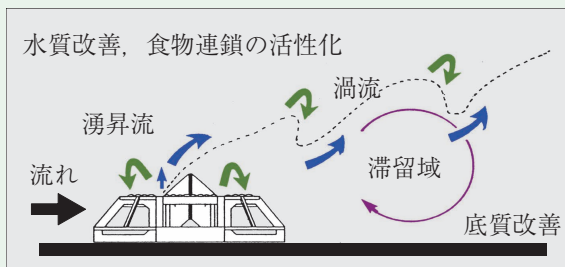 水質改善，食物連鎖の活性化
渦流
湧昇流
滞留域
流れ
底質改善